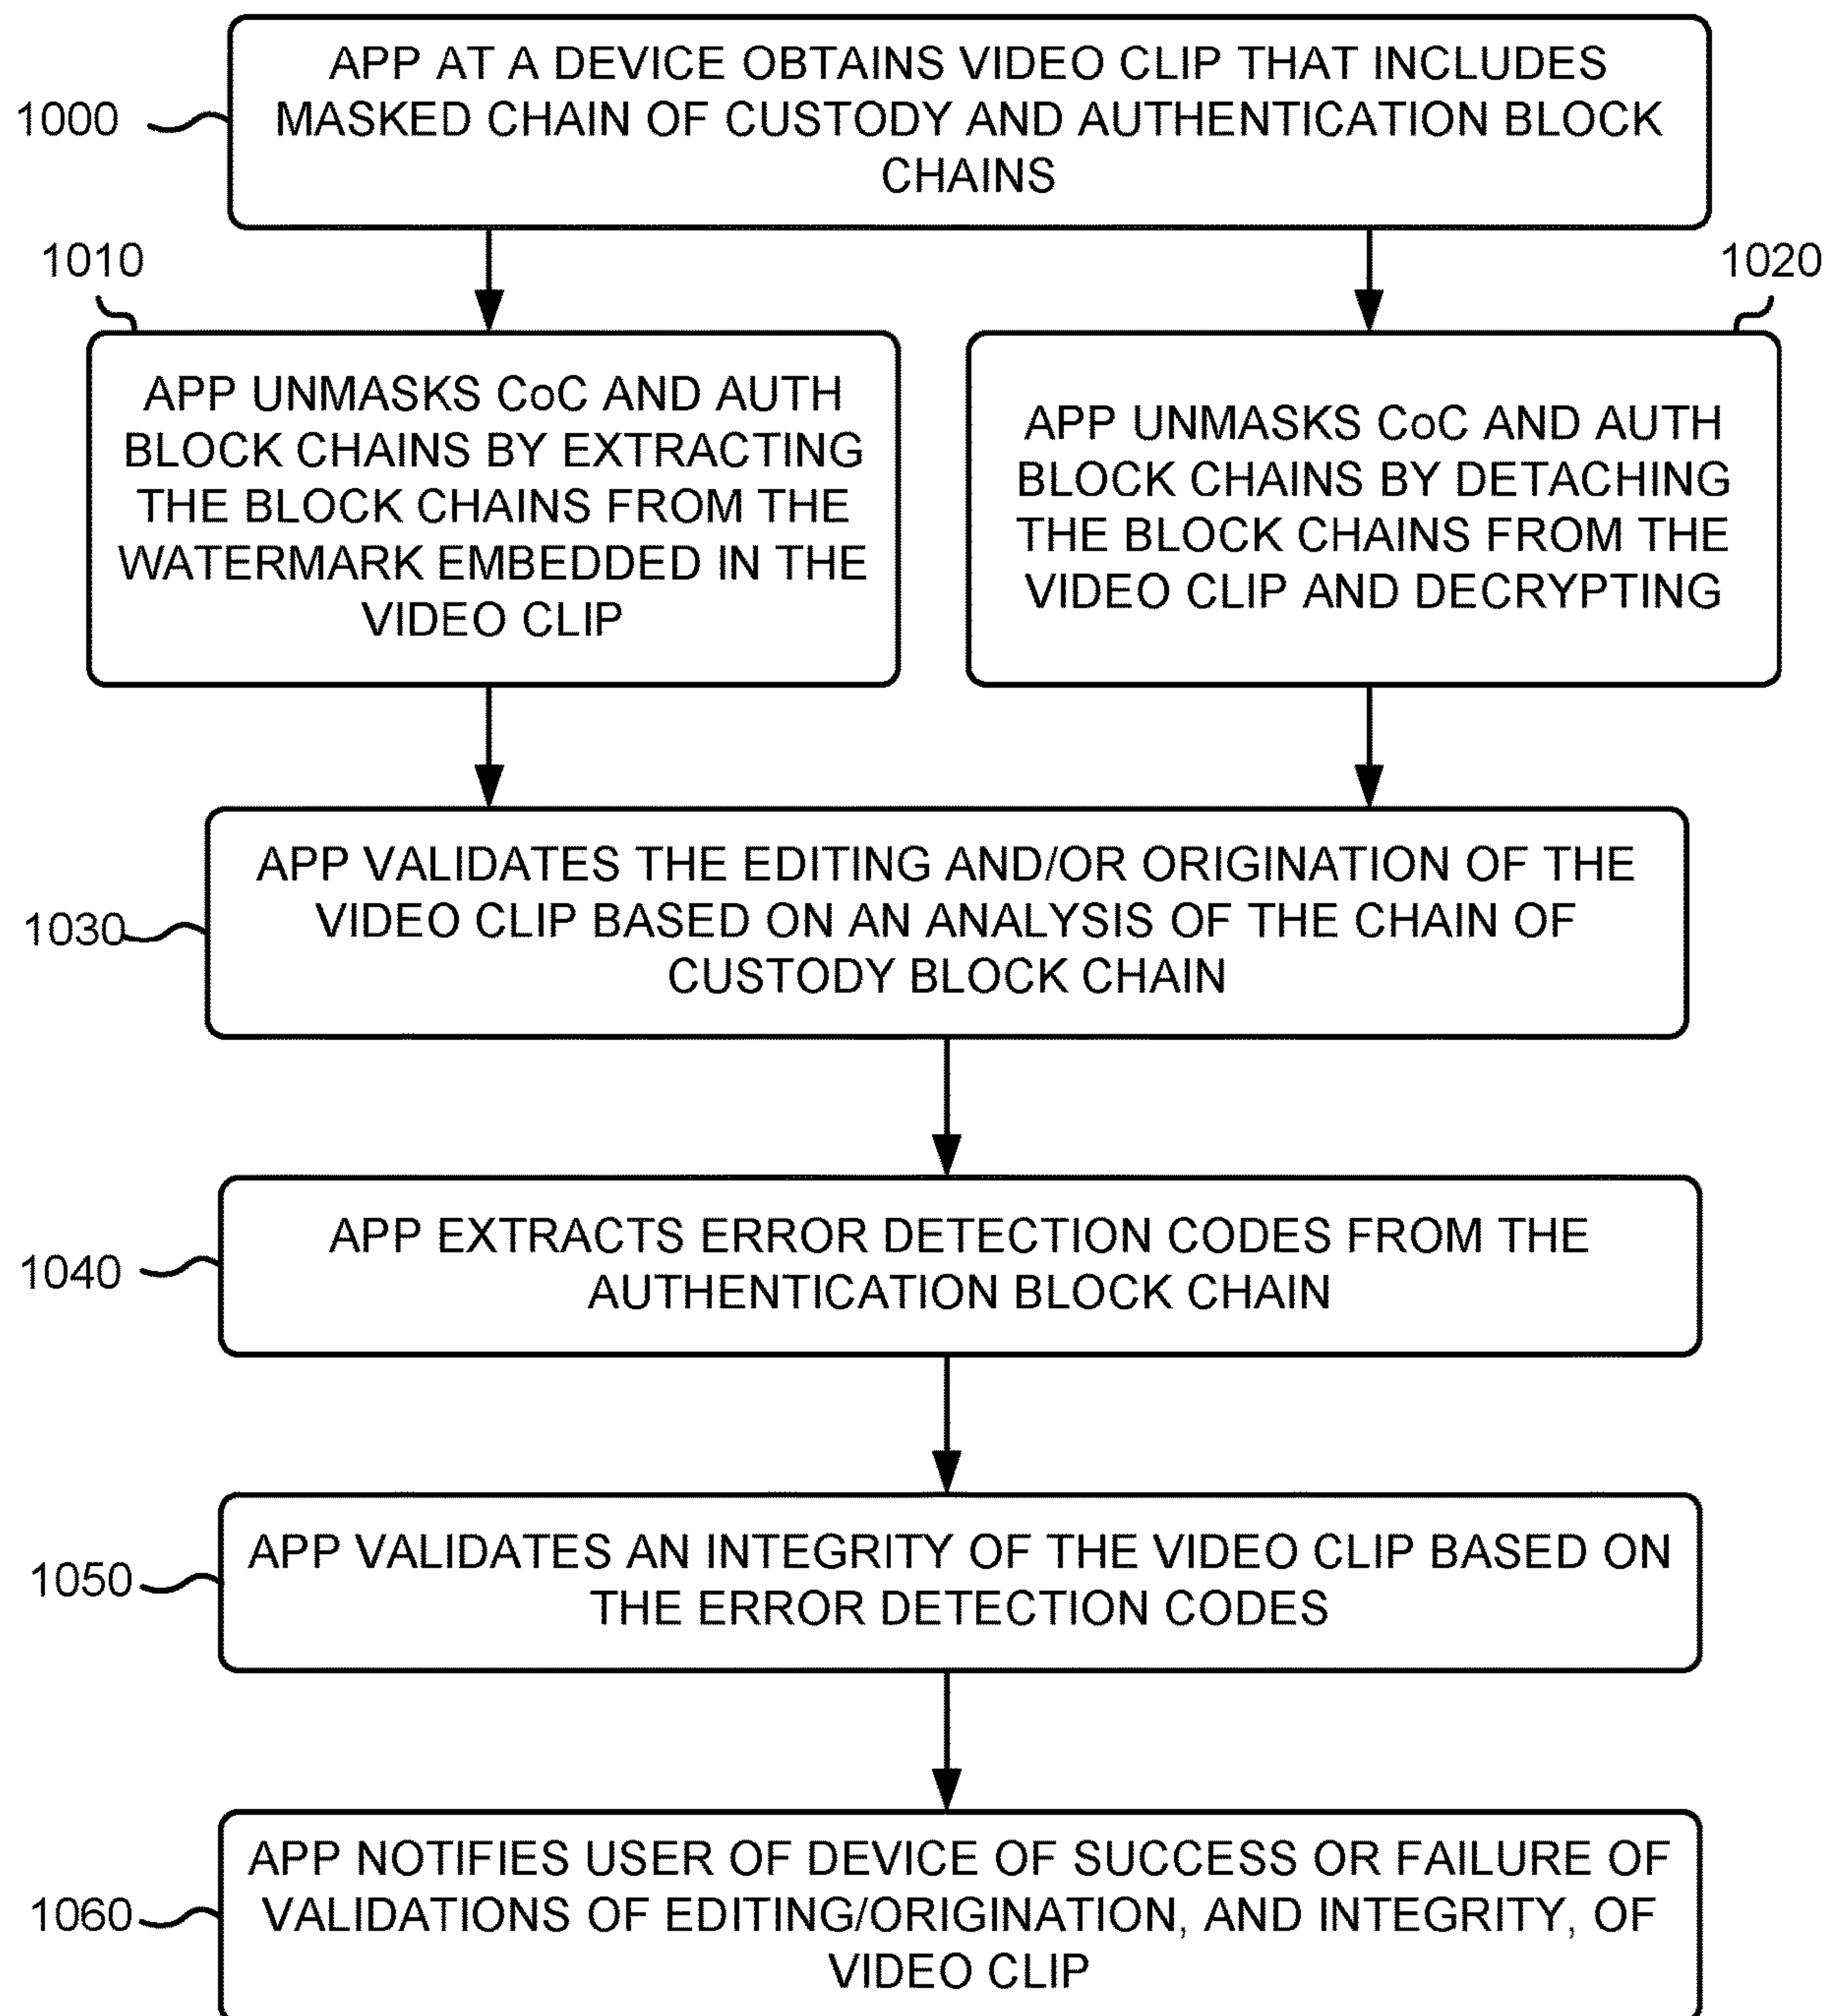 1000
APP AT A DEVICE OBTAINS VIDEO CLIP THAT INCLUDES
MASKED CHAIN OF CUSTODY AND AUTHENTICATION BLOCK
CHAINS
1010
APP UNMASKS CoC AND AUTH
BLOCK CHAINS BY EXTRACTING
THE BLOCK CHAINS FROM THE
WATERMARK EMBEDDED IN THE
VIDEO CLIP
1020
APP UNMASKS CoC AND AUTH
BLOCK CHAINS BY DETACHING
THE BLOCK CHAINS FROM THE
VIDEO CLIP AND DECRYPTING
1030
APP VALIDATES THE EDITING AND/OR ORIGINATION OF THE
VIDEO CLIP BASED ON AN ANALYSIS OF THE CHAIN OF
CUSTODY BLOCK CHAIN
1040
APP EXTRACTS ERROR DETECTION CODES FROM THE
AUTHENTICATION BLOCK CHAIN
1050
APP VALIDATES AN INTEGRITY OF THE VIDEO CLIP BASED ON
THE ERROR DETECTION CODES
1060
APP NOTIFIES USER OF DEVICE OF SUCCESS OR FAILURE OF
VALIDATIONS OF EDITING/ORIGINATION, AND INTEGRITY, OF
VIDEO CLIP